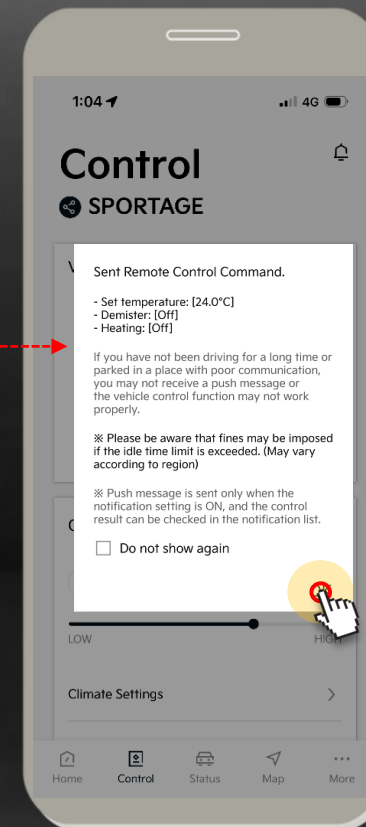 1:04
4G
Control
SPORTAGE
Sent Remote Control Command.
- Set temperature: [24.0°C]
- Demister: [Off]
- Heating: [Off]
If you have not been driving for a long time or
parked in a place with poor communication,
you may not receive a push message or
the vehicle control function may not work
properly.
※ Please be aware that fines may be imposed
if the idle time limit is exceeded. (May vary
according to region)
※ Push message is sent only when the
notification setting is ON, and the control
result can be checked in the notification list.
Do not show again
LOW HIGH
Climate Settings
Home Control Status Map More